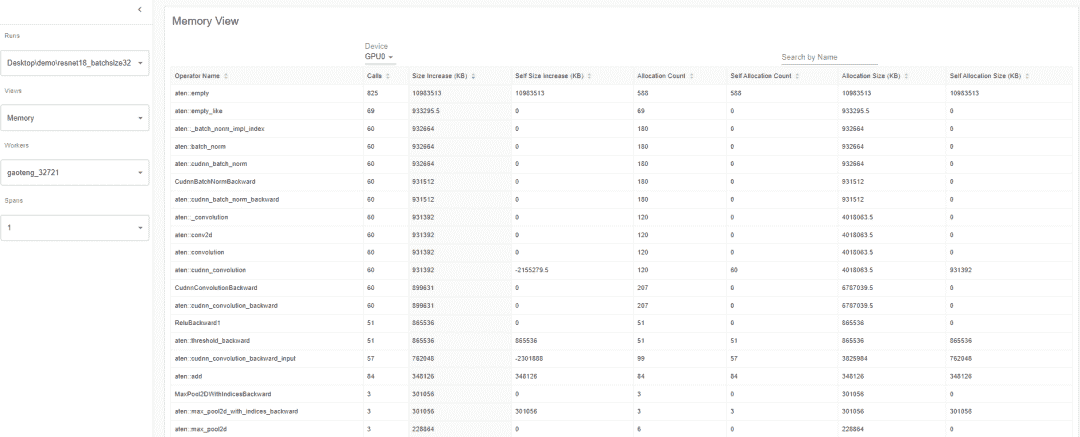 Runs
Desktop\demo\resnet18_batchsize32
Views
Memory
Workers
gaoteng_32721
Spans
1
Memory View
Device
GPU0
Search by Name
Operator Name Calls Size Increase (KB) Self Size Increase (KB) Allocation Count Self Allocation Count Allocation Size (KB) Self Allocation Size (KB)
aten::empty 825 10983513 10983513 588 588 10983513 10983513
aten::empty_like 69 933295.5 0 69 0 933295.5 0
aten::_batch_norm_impl_index 60 932664 0 180 0 932664 0
aten::batch_norm 60 932664 0 180 0 932664 0
aten::cudnn_batch_norm 60 932664 0 180 0 932664 0
CudnnBatchNormBackward 60 931512 0 180 0 931512 0
aten::cudnn_batch_norm_backward 60 931512 0 180 0 931512 0
aten::_convolution 60 931392 0 120 0 4018063.5 0
aten::conv2d 60 931392 0 120 0 4018063.5 0
aten::convolution 60 931392 0 120 0 4018063.5 0
aten::cudnn_convolution 60 931392 -2155279.5 120 60 4018063.5 931392
CudnnConvolutionBackward 60 899631 0 207 0 6787039.5 0
aten::cudnn_convolution_backward 60 899631 0 207 0 6787039.5 0
ReluBackward1 51 865536 0 51 0 865536 0
aten::threshold_backward 51 865536 865536 51 51 865536 865536
aten::cudnn_convolution_backward_input 57 762048 -2301888 99 57 3825984 762048
aten::add 84 348126 348126 84 84 348126 348126
MaxPool2DWithIndicesBackward 3 301056 0 3 0 301056 0
aten::max_pool2d_with_indices_backward 3 301056 301056 3 3 301056 301056
aten::max_pool2d 3 228864 0 6 0 228864 0